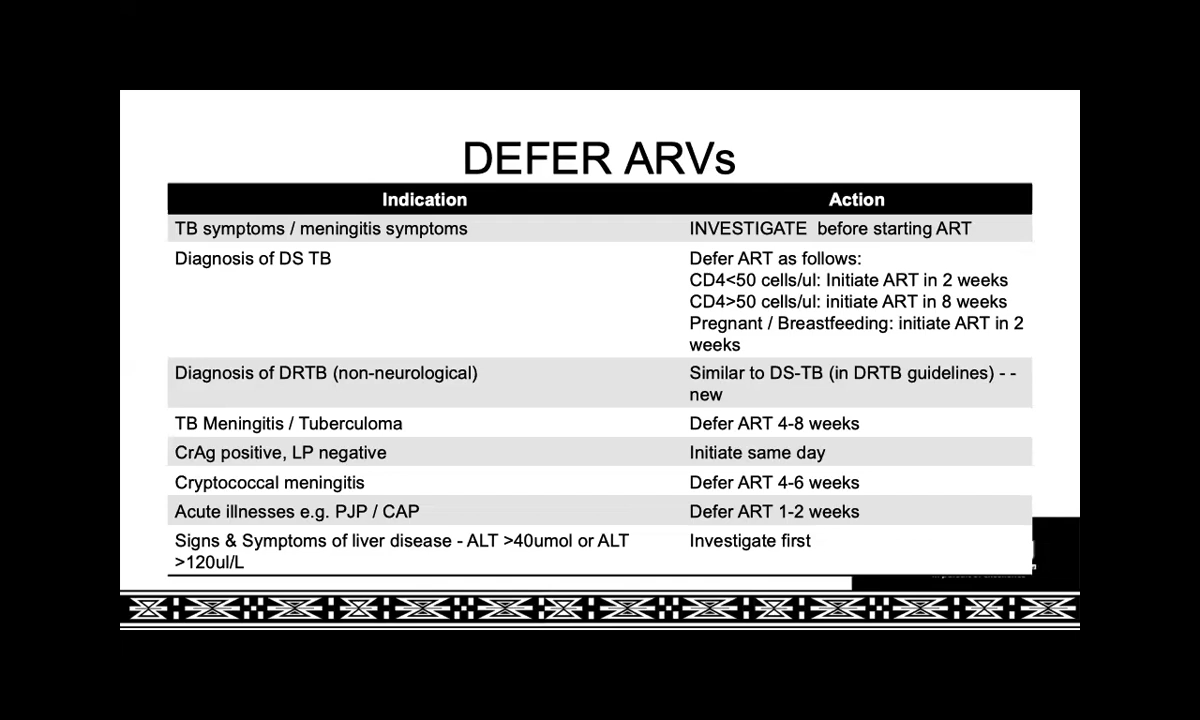 DEFER ARVs
Indication
Action
TB symptoms / meningitis symptoms
INVESTIGATE before starting ART
Diagnosis of DS TB
Defer ART as follows:
CD4<50 cells/ul: Initiate ART in 2 weeks
CD4>50 cells/ul: initiate ART in 8 weeks
Pregnant / Breastfeeding: initiate ART in 2
weeks
Diagnosis of DRTB (non-neurological)
Similar to DS-TB (in DRTB guidelines) - -
new
TB Meningitis / Tuberculoma
Defer ART 4-8 weeks
CrAg positive, LP negative
Initiate same day
Cryptococcal meningitis
Defer ART 4-6 weeks
Acute illnesses e.g. PJP / CAP
Defer ART 1-2 weeks
Signs & Symptoms of liver disease - ALT >40umol or ALT
>120ul/L
Investigate first